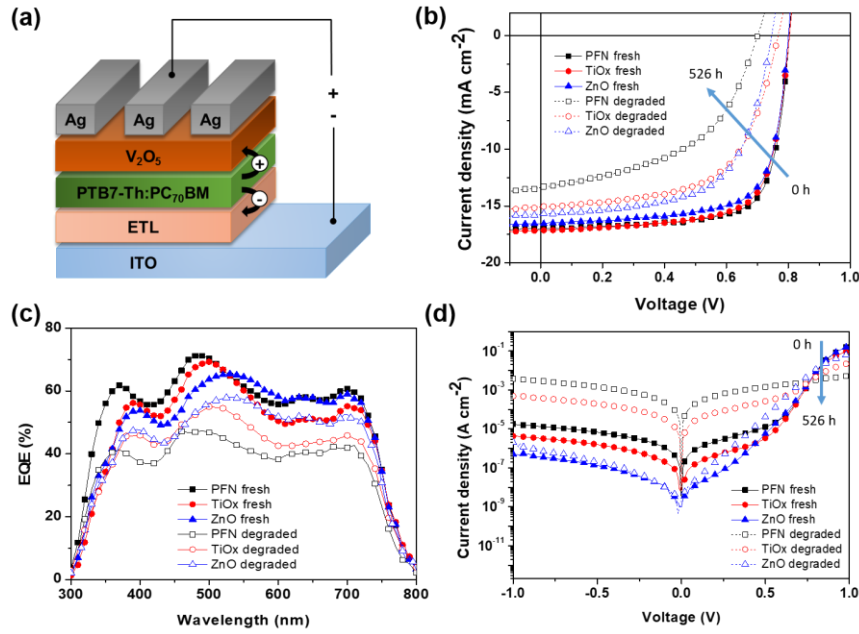 (a)
+
-
Ag
Ag
Ag
V₂O₅
+
PTB7-Th:PC₇₀BM
-
ETL
ITO
(b)
0
-5
-10
-15
-20
Current density (mA cm⁻²)
PFN fresh
TiOx fresh
ZnO fresh
PFN degraded
TiOx degraded
ZnO degraded
526 h
0 h
0.0 0.2 0.4 0.6 0.8 1.0
Voltage (V)
(c)
80
60
40
20
0
EQE (%)
PFN fresh
TiOx fresh
ZnO fresh
PFN degraded
TiOx degraded
ZnO degraded
300 400 500 600 700 800
Wavelength (nm)
(d)
10⁻¹
10⁻³
10⁻⁵
10⁻⁷
10⁻⁹
10⁻¹¹
Current density (A cm⁻²)
0 h
526 h
PFN fresh
TiOx fresh
ZnO fresh
PFN degraded
TiOx degraded
ZnO degraded
-1.0 -0.5 0.0 0.5 1.0
Voltage (V)